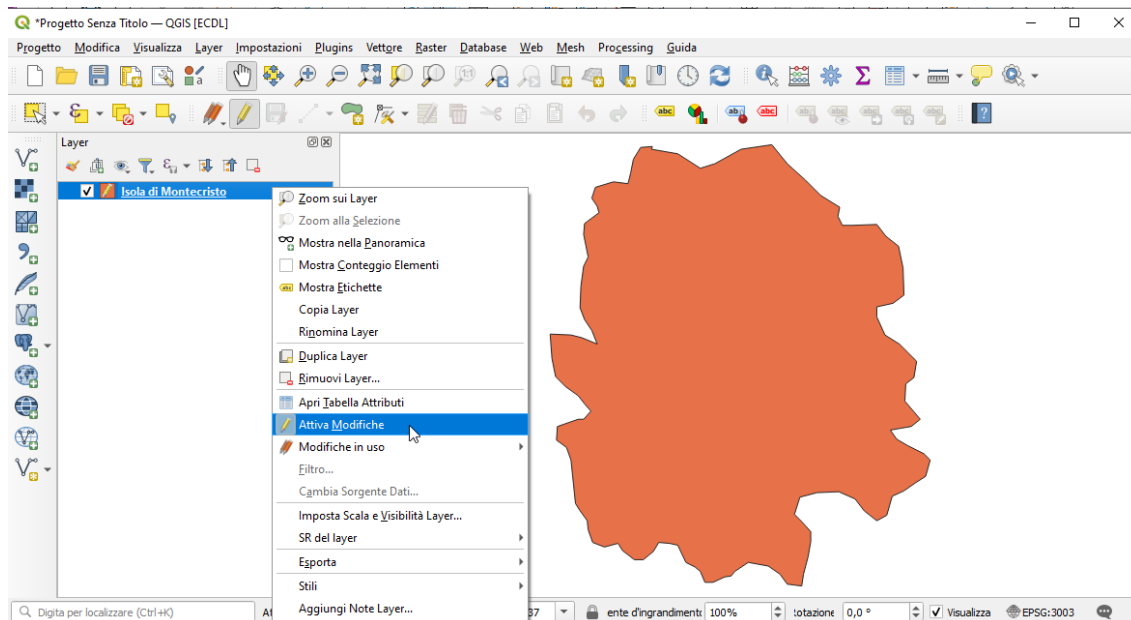 *Progetto Senza Titolo — QGIS [ECDL]
Progetto Modifica Visualizza Layer Impostazioni Plugins Vettore Raster Database Web Mesh Processing Guida
Layer
Isola di Montecristo
Zoom sui Layer
Zoom alla Selezione
Mostra nella Panoramica
Mostra Conteggio Elementi
Mostra Etichette
Copia Layer
Rinomina Layer
Duplica Layer
Rimuovi Layer...
Apri Tabella Attributi
Attiva Modifiche
Modifiche in uso
Filtro...
Cambia Sorgente Dati...
Imposta Scala e Visibilità Layer...
SR del layer
Esporta
Stili
Aggiungi Note Layer...
Digita per localizzare (Ctrl+K) 37 ente d'ingrandimento 100% :otazione 0,0 ° Visualizza EPSG:3003